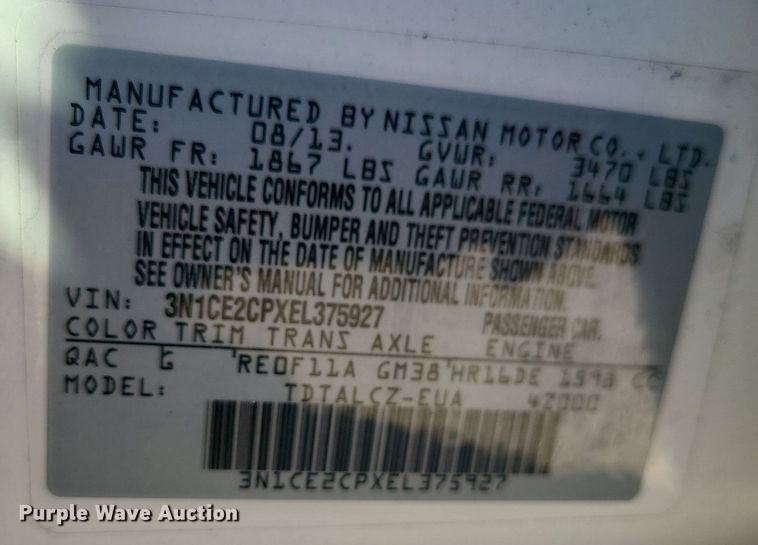 MANUFACTURED BY NISSAN MOTOR CO., LTD.
DATE: 08/13. GVWR: 3470 LBS
GAWR FR: 1867 LBS GAWR RR: 1664 LBS
THIS VEHICLE CONFORMS TO ALL APPLICABLE FEDERAL MOTOR
VEHICLE SAFETY, BUMPER AND THEFT PREVENTION STANDARDS
IN EFFECT ON THE DATE OF MANUFACTURE SHOWN ABOVE.
SEE OWNER'S MANUAL FOR ADDITIONAL INFORMATION.
VIN: 3N1CE2CPXEL375927 PASSENGER CAR.
COLOR TRIM TRANS AXLE ENGINE
QAC G RE0F11A GM38 HR16DE 1598 CC
MODEL: TDTALCZ-EUA 4Z000
3N1CE2CPXEL375927
Purple Wave Auction